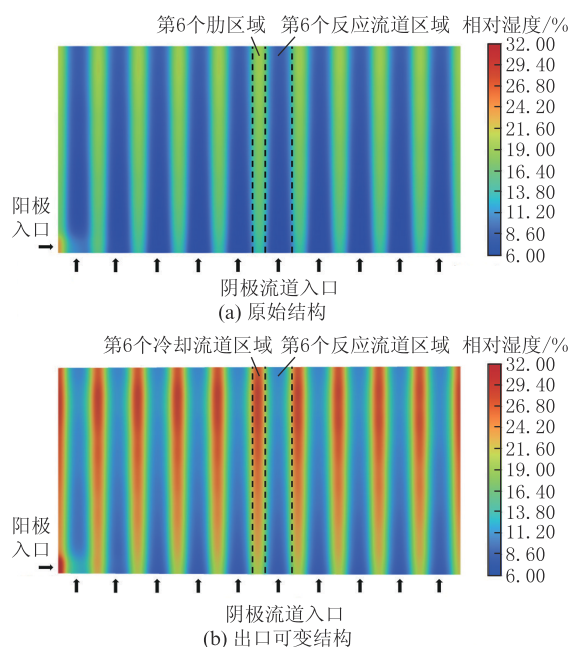 第6个肋区域 第6个反应流道区域 相对湿度/%
32.00
29.40
26.80
24.20
21.60
19.00
16.40
13.80
11.20
8.60
6.00
阳极
入口
阴极流道入口
(a) 原始结构
第6个冷却流道区域 第6个反应流道区域 相对湿度/%
32.00
29.40
26.80
24.20
21.60
19.00
16.40
13.80
11.20
8.60
6.00
阳极
入口
阴极流道入口
(b) 出口可变结构